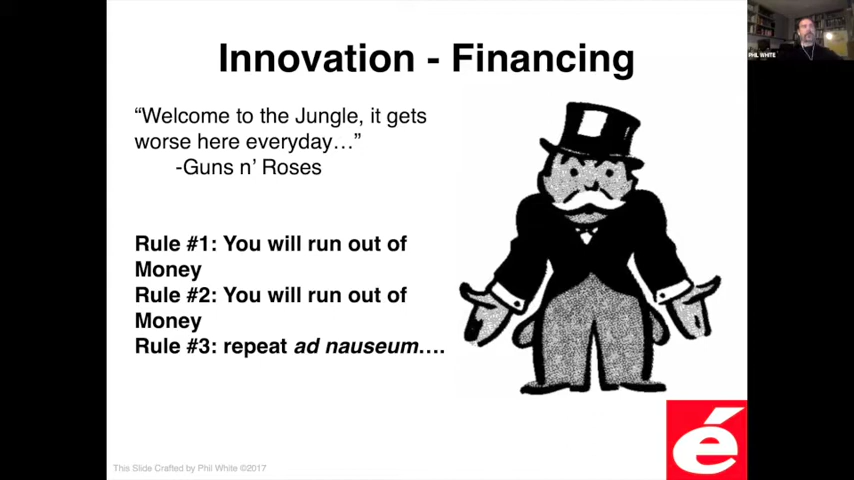 Innovation - Financing
“Welcome to the Jungle, it gets
worse here everyday…”
-Guns n’ Roses
Rule #1: You will run out of
Money
Rule #2: You will run out of
Money
Rule #3: repeat ad nauseum….
é
This Slide Crafted by Phil White ©2017
PHIL WHITE